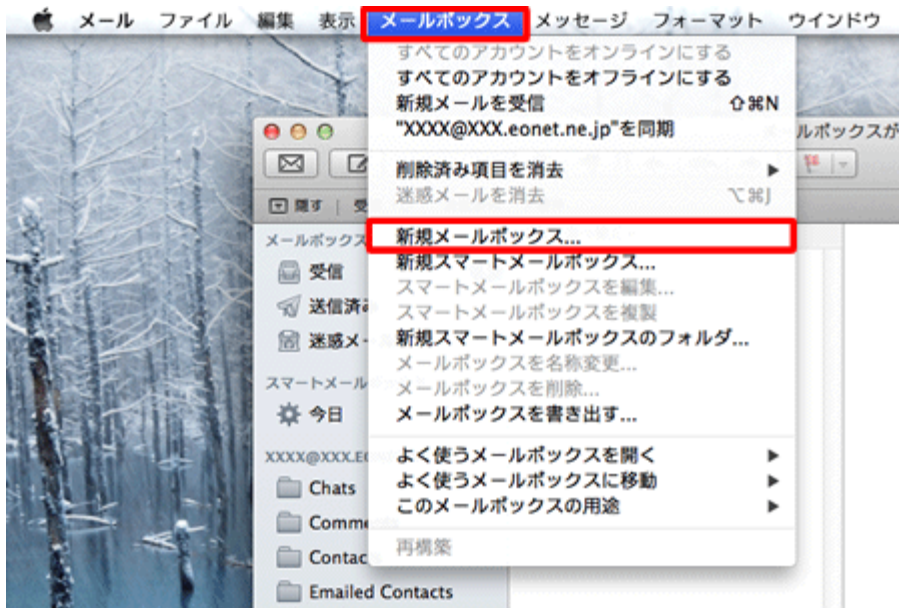 メール ファイル 編集 表示 メールボックス メッセージ フォーマット ウインドウ
すべてのアカウントをオンラインにする
すべてのアカウントをオフラインにする
新規メールを受信 ⇧⌘N
"XXXX@XXX.eonet.ne.jp"を同期
削除済み項目を消去 ▶
迷惑メールを消去 ⌥⌘J
新規メールボックス...
新規スマートメールボックス...
スマートメールボックスを編集...
スマートメールボックスを複製
新規スマートメールボックスのフォルダ...
メールボックスを名称変更...
メールボックスを削除...
メールボックスを書き出す...
よく使うメールボックスを開く ▶
よく使うメールボックスに移動 ▶
このメールボックスの用途 ▶
再構築
ルボックスが
隠す 受
メールボックス
受信
送信済み
迷惑メー
スマートメール
今日
XXXX@XXX.EO
Chats
Comme
Contac
Emailed Contacts